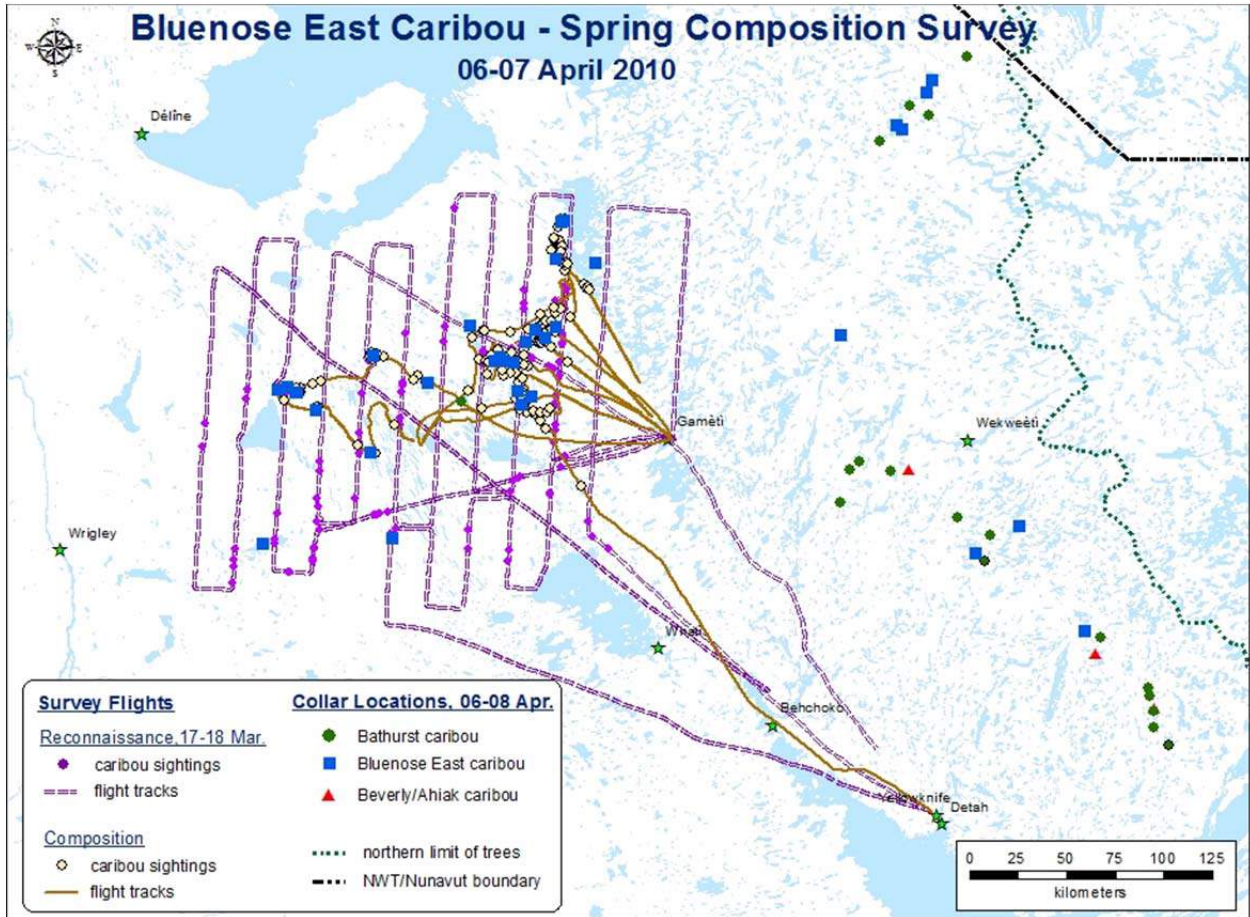 Bluenose East Caribou - Spring Composition Survey
06-07 April 2010
N
W E
S
Déline
Gamètì
Wekweètì
Wrigley
Whatì
Behchoko
Yellowknife
Detah
Survey Flights
Reconnaissance,17-18 Mar.
caribou sightings
flight tracks
Composition
caribou sightings
flight tracks
Collar Locations, 06-08 Apr.
Bathurst caribou
Bluenose East caribou
Beverly/Ahiak caribou
northern limit of trees
NWT/Nunavut boundary
0 25 50 75 100 125
kilometers